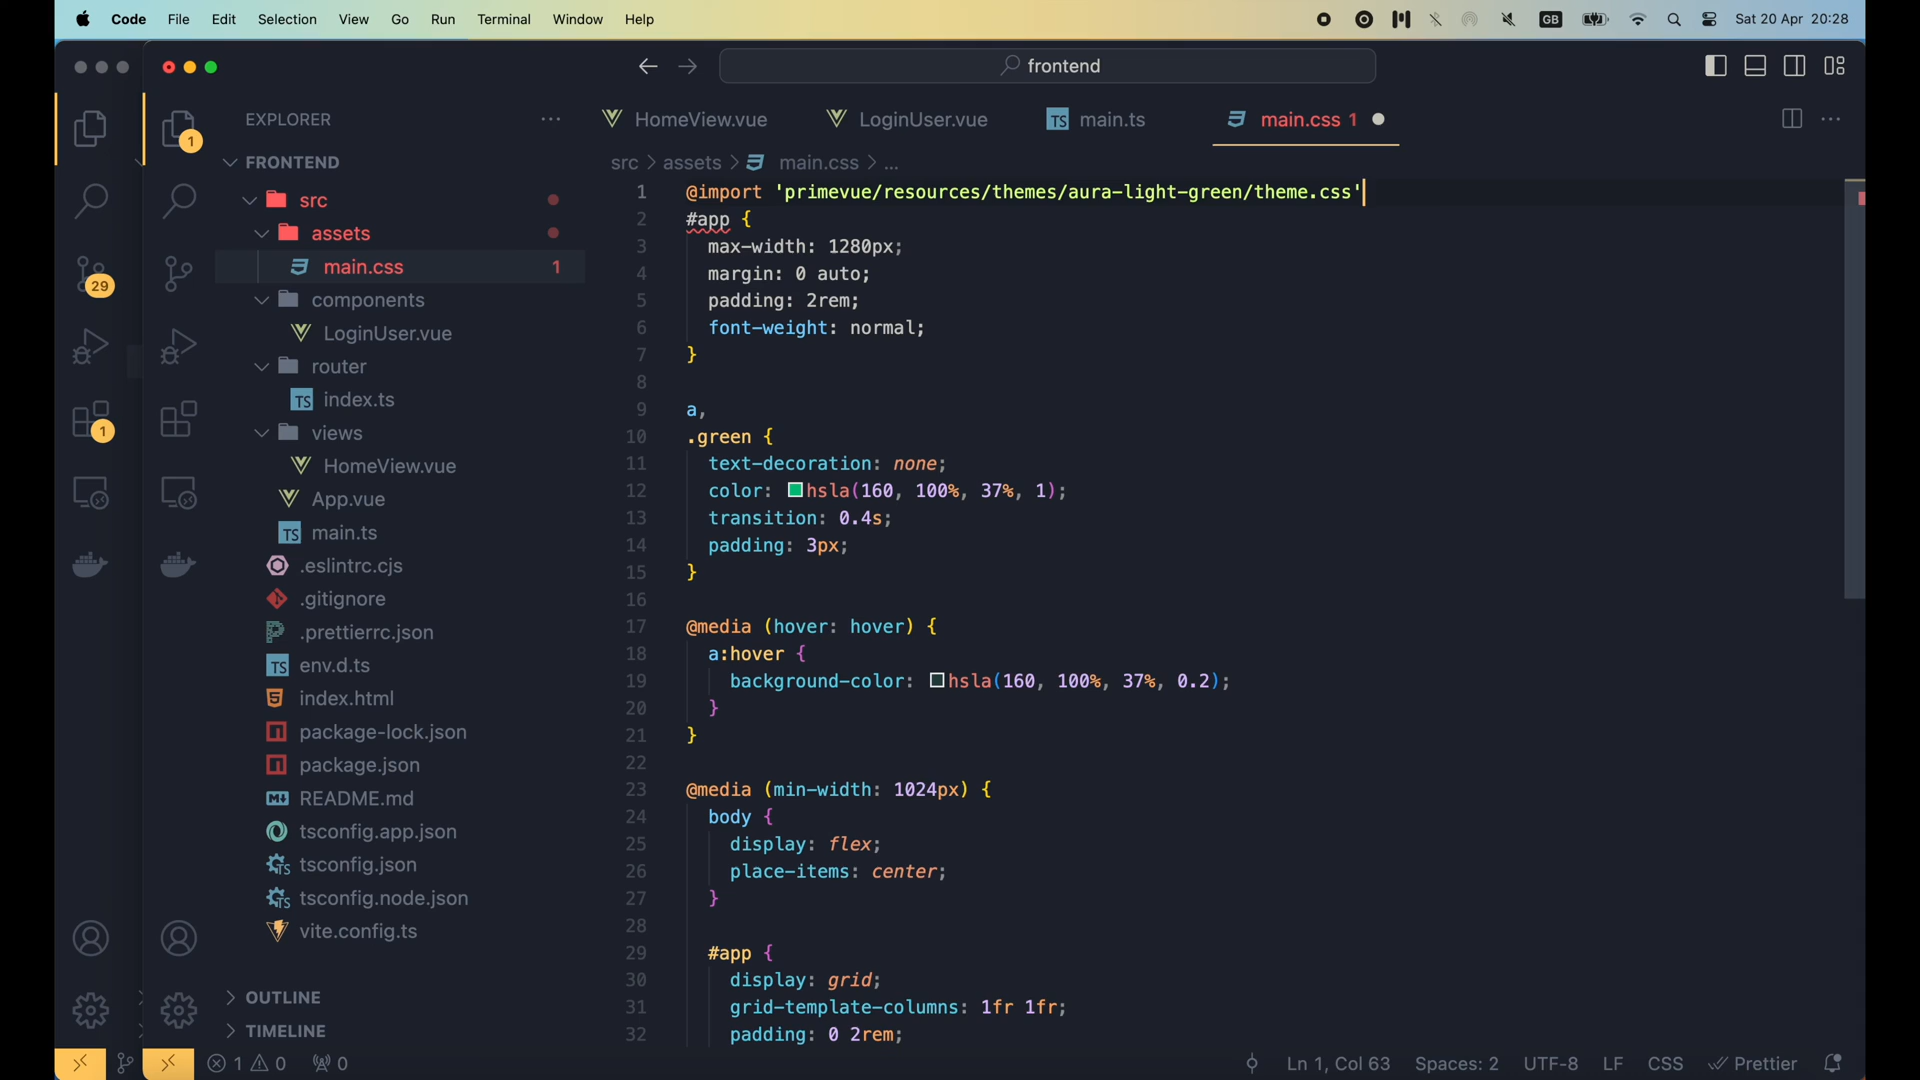 Code File Edit Selection View Go Run Terminal Window Help GB Sat 20 Apr 20:28
frontend
EXPLORER
HomeView.vue LoginUser.vue TS main.ts main.css 1
1
FRONTEND
src > assets > main.css > ...
src
assets
main.css 1
components
LoginUser.vue
router
TS index.ts
views
HomeView.vue
App.vue
TS main.ts
.eslintrc.cjs
.gitignore
.prettierrc.json
TS env.d.ts
index.html
package-lock.json
package.json
README.md
tsconfig.app.json
tsconfig.json
tsconfig.node.json
vite.config.ts
OUTLINE
TIMELINE
29
1
1 @import 'primevue/resources/themes/aura-light-green/theme.css'
2 #app {
3 max-width: 1280px;
4 margin: 0 auto;
5 padding: 2rem;
6 font-weight: normal;
7 }
8
9 a,
10 .green {
11 text-decoration: none;
12 color: hsla(160, 100%, 37%, 1);
13 transition: 0.4s;
14 padding: 3px;
15 }
16
17 @media (hover: hover) {
18 a:hover {
19 background-color: hsla(160, 100%, 37%, 0.2);
20 }
21 }
22
23 @media (min-width: 1024px) {
24 body {
25 display: flex;
26 place-items: center;
27 }
28
29 #app {
30 display: grid;
31 grid-template-columns: 1fr 1fr;
32 padding: 0 2rem;
1 0 0 Ln 1, Col 63 Spaces: 2 UTF-8 LF CSS Prettier